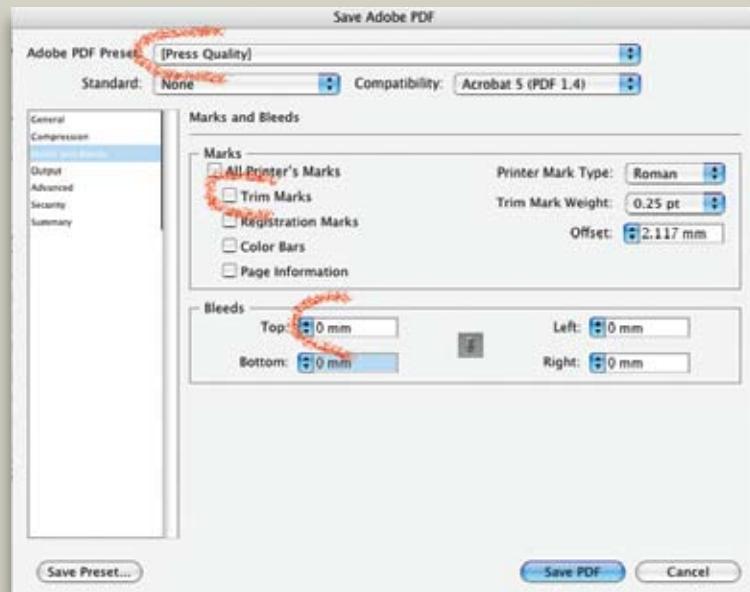 Save Adobe PDF
Adobe PDF Preset: [Press Quality]
Standard: None Compatibility: Acrobat 5 (PDF 1.4)
General
Compression
Marks and Bleeds
Output
Advanced
Security
Summary
Marks and Bleeds
Marks
All Printer's Marks
Trim Marks
Registration Marks
Color Bars
Page Information
Printer Mark Type: Roman
Trim Mark Weight: 0.25 pt
Offset: 2.117 mm
Bleeds
Top: 0 mm Left: 0 mm
Bottom: 0 mm Right: 0 mm
Save Preset... Save PDF Cancel